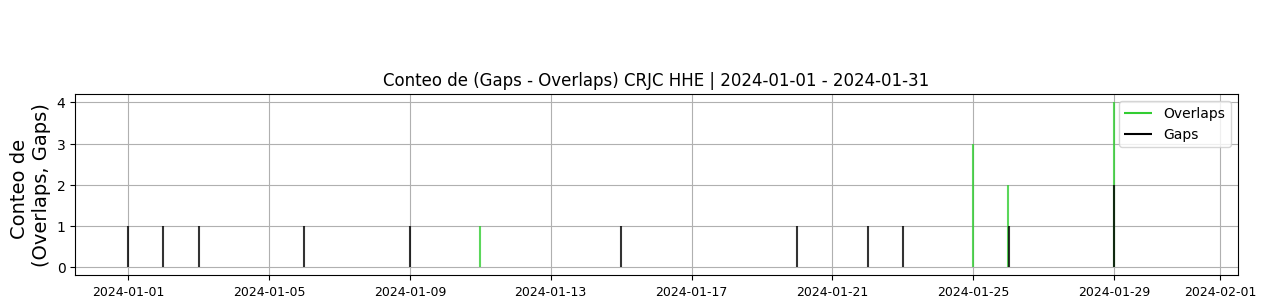 Conteo de (Gaps - Overlaps) CRJC HHE | 2024-01-01 - 2024-01-31
Conteo de
(Overlaps, Gaps)
4
3
2
1
0
Overlaps
Gaps
2024-01-01 2024-01-05 2024-01-09 2024-01-13 2024-01-17 2024-01-21 2024-01-25 2024-01-29 2024-02-01